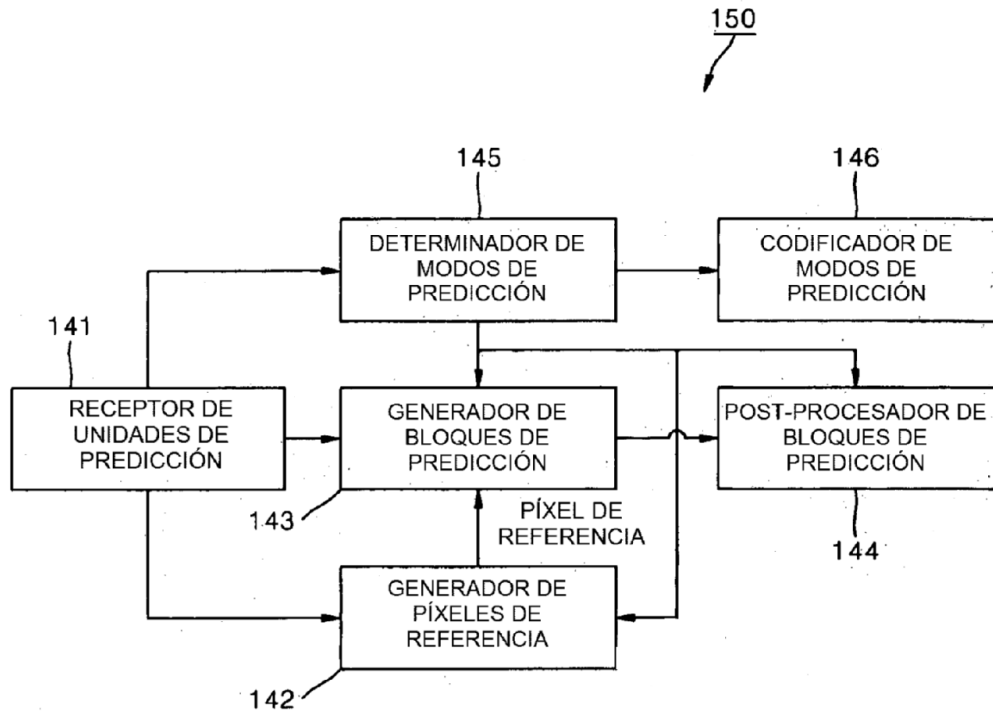 150
145
146
DETERMINADOR DE
MODOS DE
PREDICCIÓN
CODIFICADOR DE
MODOS DE
PREDICCIÓN
141
RECEPTOR DE
UNIDADES DE
PREDICCIÓN
GENERADOR DE
BLOQUES DE
PREDICCIÓN
POST-PROCESADOR DE
BLOQUES DE
PREDICCIÓN
143
PÍXEL DE
REFERENCIA
144
GENERADOR DE
PÍXELES DE
REFERENCIA
142